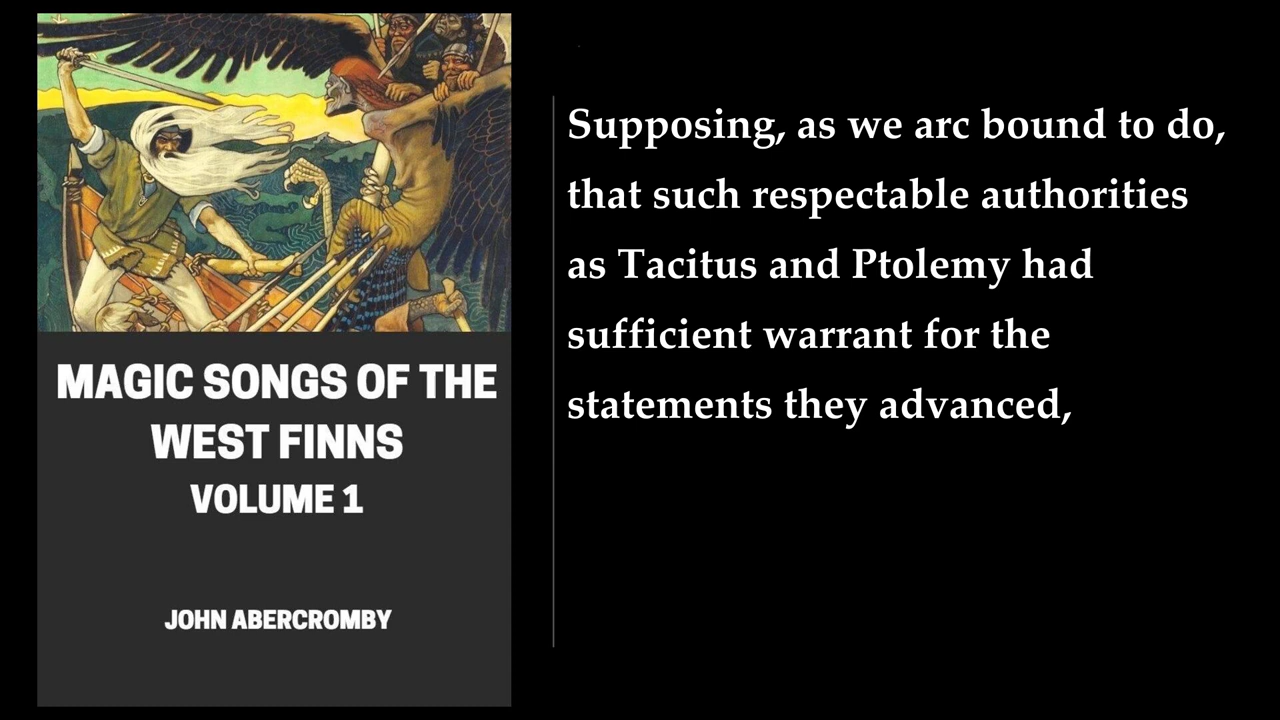 MAGIC SONGS OF THE
WEST FINNS
VOLUME 1
JOHN ABERCROMBY
Supposing, as we arc bound to do,
that such respectable authorities
as Tacitus and Ptolemy had
sufficient warrant for the
statements they advanced,